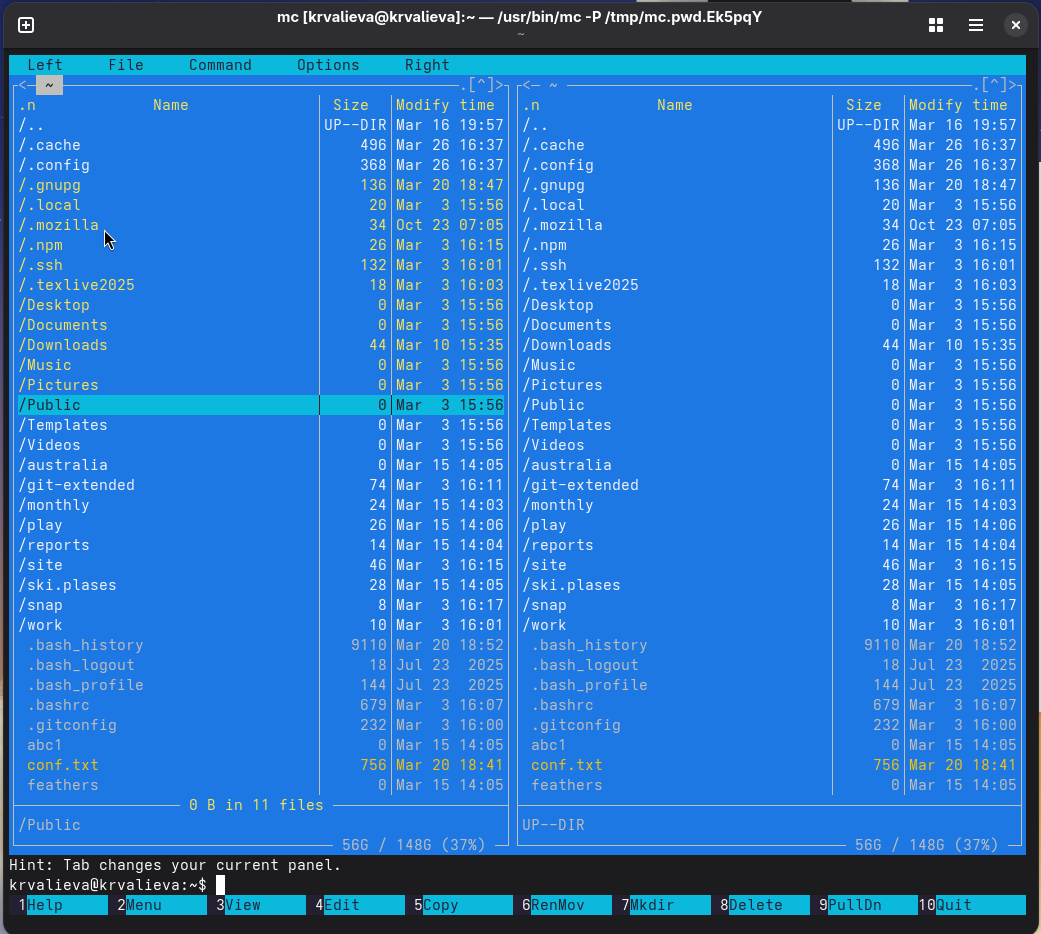 mc [krvalieva@krvalieva]:~ — /usr/bin/mc -P /tmp/mc.pwd.Ek5pqY
~
Left File Command Options Right
<— ~ .[^]> <— ~ .[^]>
.n Name Size Modify time .n Name Size Modify time
/.. UP--DIR Mar 16 19:57 /.. UP--DIR Mar 16 19:57
/.cache 496 Mar 26 16:37 /.cache 496 Mar 26 16:37
/.config 368 Mar 26 16:37 /.config 368 Mar 26 16:37
/.gnupg 136 Mar 20 18:47 /.gnupg 136 Mar 20 18:47
/.local 20 Mar 3 15:56 /.local 20 Mar 3 15:56
/.mozilla 34 Oct 23 07:05 /.mozilla 34 Oct 23 07:05
/.npm 26 Mar 3 16:15 /.npm 26 Mar 3 16:15
/.ssh 132 Mar 3 16:01 /.ssh 132 Mar 3 16:01
/.texlive2025 18 Mar 3 16:03 /.texlive2025 18 Mar 3 16:03
/Desktop 0 Mar 3 15:56 /Desktop 0 Mar 3 15:56
/Documents 0 Mar 3 15:56 /Documents 0 Mar 3 15:56
/Downloads 44 Mar 10 15:35 /Downloads 44 Mar 10 15:35
/Music 0 Mar 3 15:56 /Music 0 Mar 3 15:56
/Pictures 0 Mar 3 15:56 /Pictures 0 Mar 3 15:56
/Public 0 Mar 3 15:56 /Public 0 Mar 3 15:56
/Templates 0 Mar 3 15:56 /Templates 0 Mar 3 15:56
/Videos 0 Mar 3 15:56 /Videos 0 Mar 3 15:56
/australia 0 Mar 15 14:05 /australia 0 Mar 15 14:05
/git-extended 74 Mar 3 16:11 /git-extended 74 Mar 3 16:11
/monthly 24 Mar 15 14:03 /monthly 24 Mar 15 14:03
/play 26 Mar 15 14:06 /play 26 Mar 15 14:06
/reports 14 Mar 15 14:04 /reports 14 Mar 15 14:04
/site 46 Mar 3 16:15 /site 46 Mar 3 16:15
/ski.plases 28 Mar 15 14:05 /ski.plases 28 Mar 15 14:05
/snap 8 Mar 3 16:17 /snap 8 Mar 3 16:17
/work 10 Mar 3 16:01 /work 10 Mar 3 16:01
.bash_history 9110 Mar 20 18:52 .bash_history 9110 Mar 20 18:52
.bash_logout 18 Jul 23 2025 .bash_logout 18 Jul 23 2025
.bash_profile 144 Jul 23 2025 .bash_profile 144 Jul 23 2025
.bashrc 679 Mar 3 16:07 .bashrc 679 Mar 3 16:07
.gitconfig 232 Mar 3 16:00 .gitconfig 232 Mar 3 16:00
abc1 0 Mar 15 14:05 abc1 0 Mar 15 14:05
conf.txt 756 Mar 20 18:41 conf.txt 756 Mar 20 18:41
feathers 0 Mar 15 14:05 feathers 0 Mar 15 14:05
0 B in 11 files
/Public UP--DIR
56G / 148G (37%) 56G / 148G (37%)
Hint: Tab changes your current panel.
krvalieva@krvalieva:~$
1Help 2Menu 3View 4Edit 5Copy 6RenMov 7Mkdir 8Delete 9PullDn 10Quit